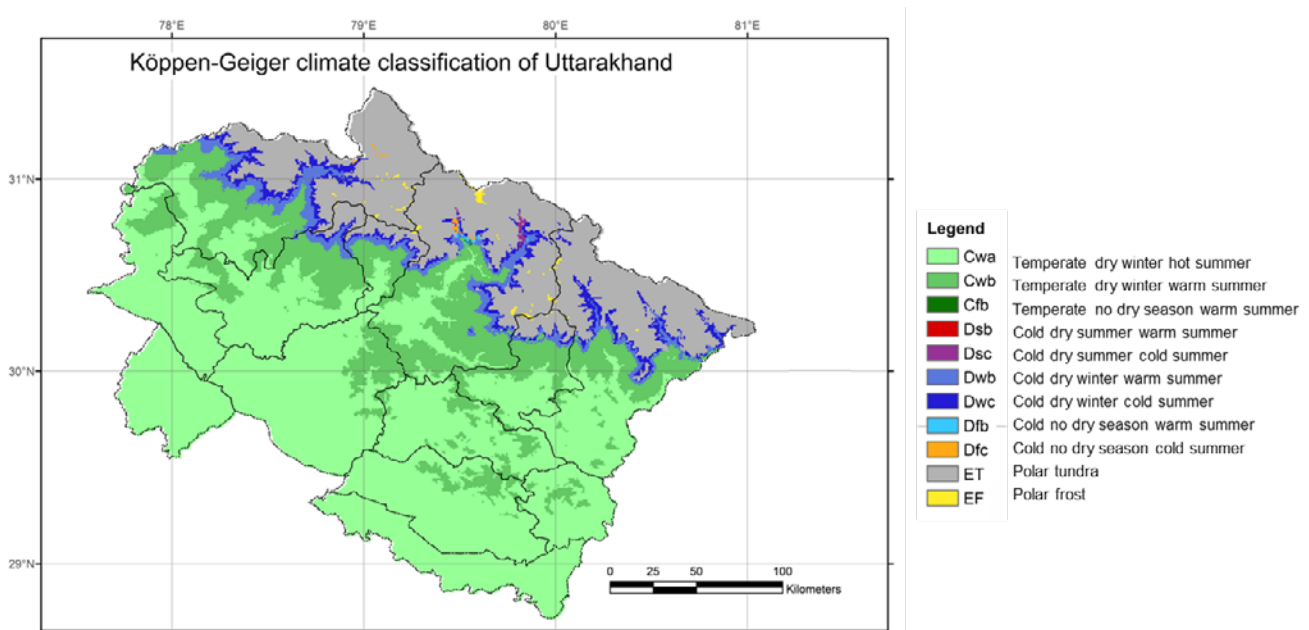 78°E 79°E 80°E 81°E
Köppen-Geiger climate classification of Uttarakhand
31°N
30°N
29°N
0 25 50 100
Kilometers
Legend
Cwa Temperate dry winter hot summer
Cwb Temperate dry winter warm summer
Cfb Temperate no dry season warm summer
Dsb Cold dry summer warm summer
Dsc Cold dry summer cold summer
Dwb Cold dry winter warm summer
Dwc Cold dry winter cold summer
Dfb Cold no dry season warm summer
Dfc Cold no dry season cold summer
ET Polar tundra
EF Polar frost